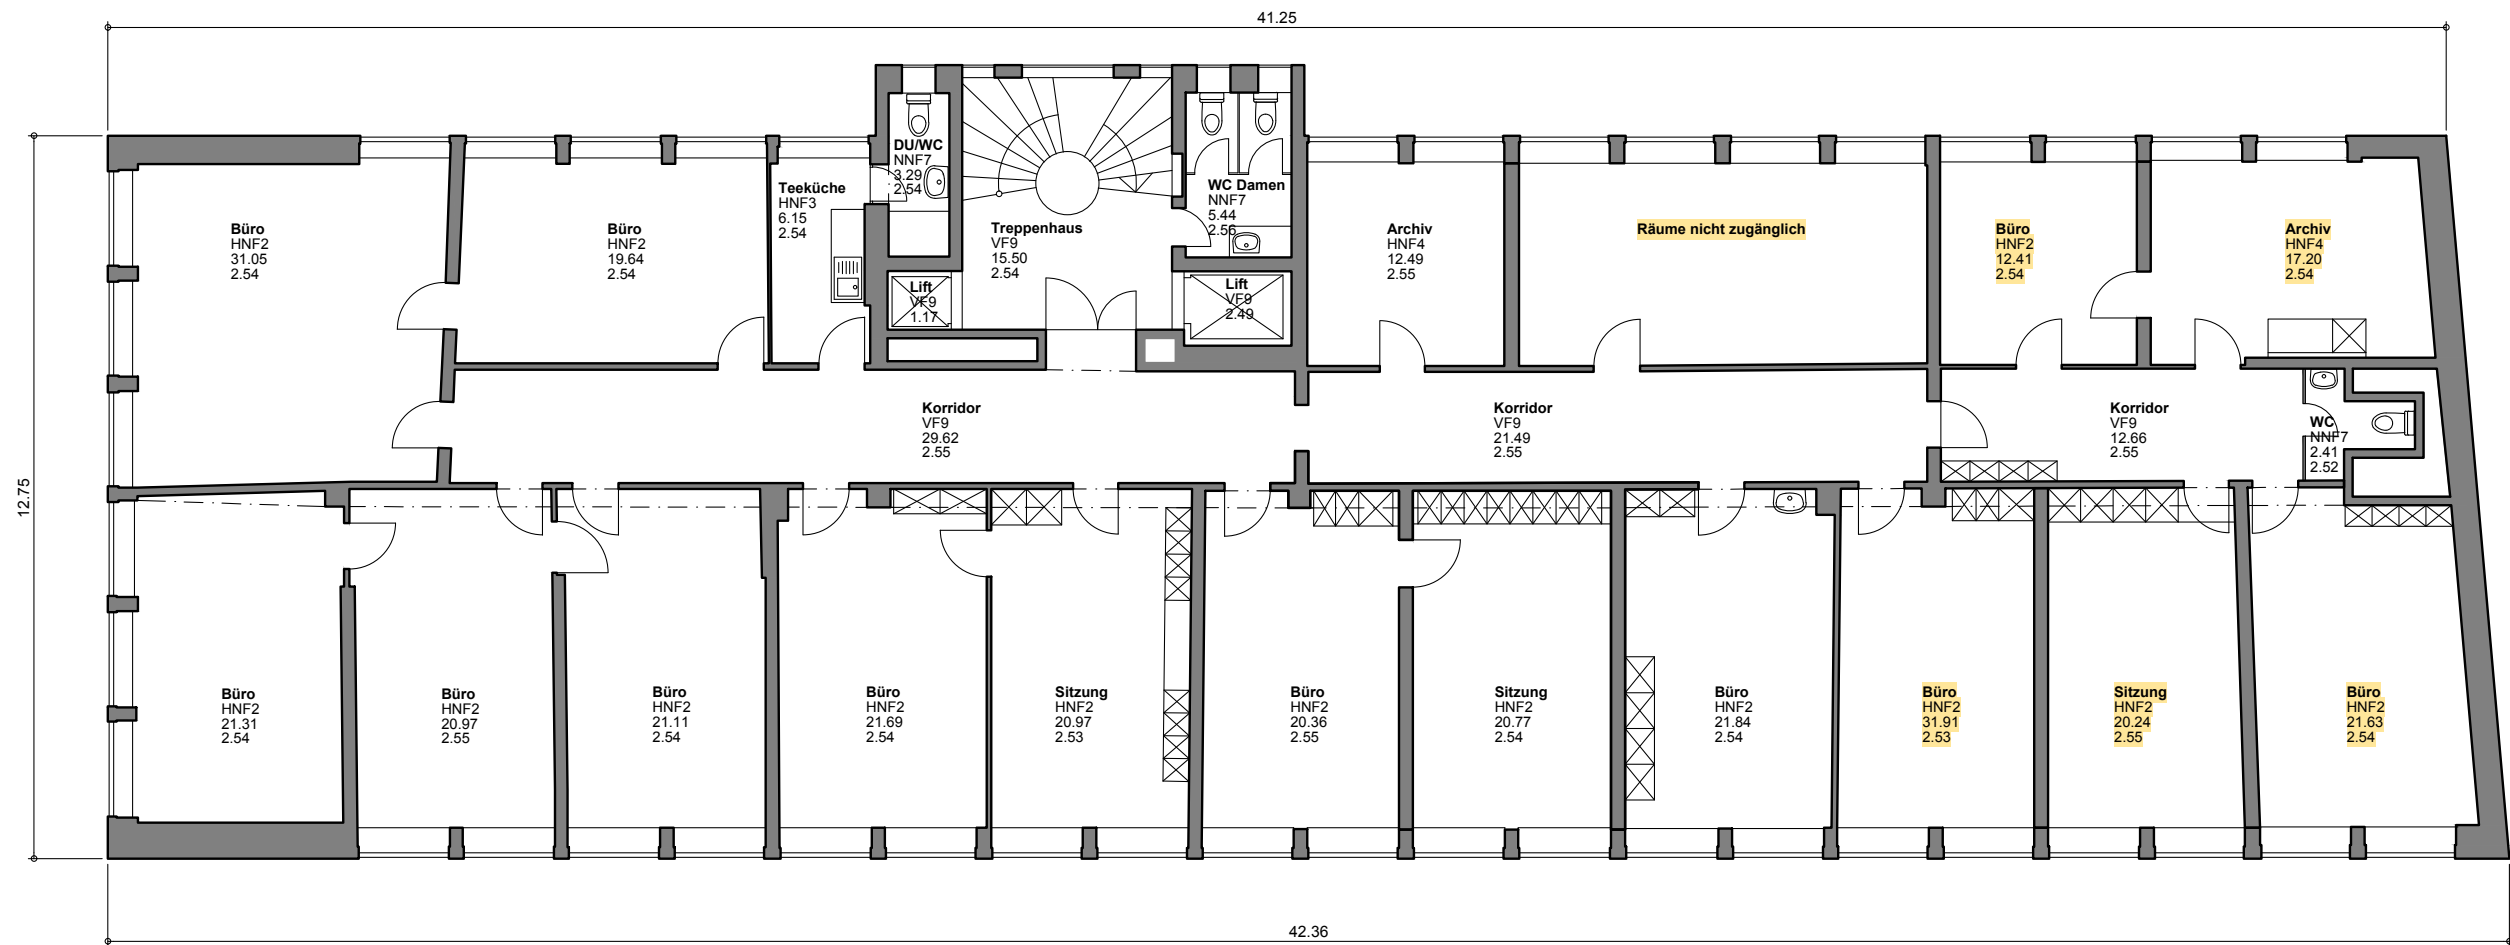 41.25
12.75
DU/WC
NNF7
3.29
2.54
Teeküche
HNF3
6.15
2.54
WC Damen
NNF7
5.44
2.56
Büro
HNF2
31.05
2.54
Büro
HNF2
19.64
2.54
Treppenhaus
VF9
15.50
2.54
Archiv
HNF4
12.49
2.55
Räume nicht zugänglich
Büro
HNF2
12.41
2.54
Archiv
HNF4
17.20
2.54
Lift
VF9
1.17
Lift
VF9
2.49
Korridor
VF9
29.62
2.55
Korridor
VF9
21.49
2.55
Korridor
VF9
12.66
2.55
WC
NNF7
2.41
2.52
Büro
HNF2
21.31
2.54
Büro
HNF2
20.97
2.55
Büro
HNF2
21.11
2.54
Büro
HNF2
21.69
2.54
Sitzung
HNF2
20.97
2.53
Büro
HNF2
20.36
2.55
Sitzung
HNF2
20.77
2.54
Büro
HNF2
21.84
2.54
Büro
HNF2
31.91
2.53
Sitzung
HNF2
20.24
2.55
Büro
HNF2
21.63
2.54
42.36